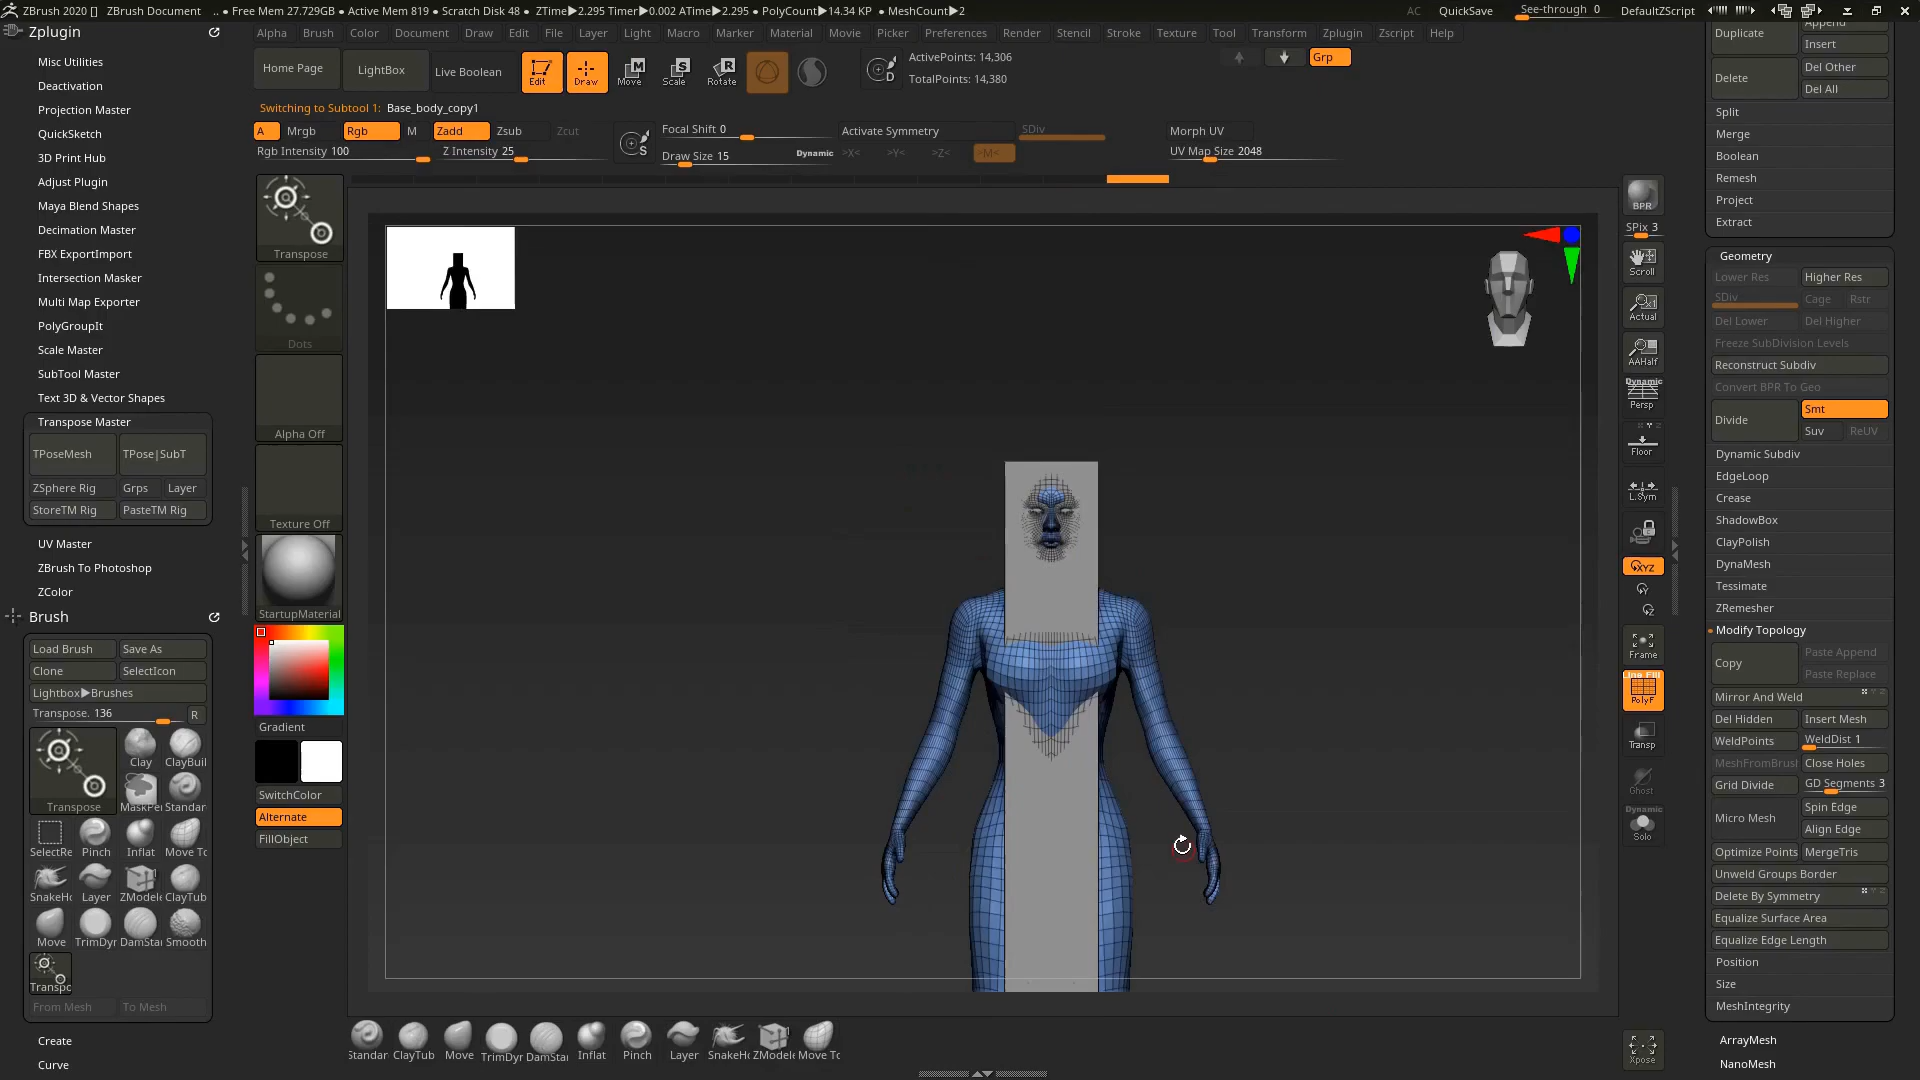 ZBrush 2020 [] ZBrush Document .. • Free Mem 27.729GB • Active Mem 819 • Scratch Disk 48 • ZTime▶2.295 Timer▶0.002 ATime▶2.295 • PolyCount▶14.34 KP • MeshCount▶2 AC QuickSave See-through 0 DefaultZScript
Alpha Brush Color Document Draw Edit File Layer Light Macro Marker Material Movie Picker Preferences Render Stencil Stroke Texture Tool Transform Zplugin Zscript Help
Zplugin
Misc Utilities
Deactivation
Projection Master
QuickSketch
3D Print Hub
Adjust Plugin
Maya Blend Shapes
Decimation Master
FBX ExportImport
Intersection Masker
Multi Map Exporter
PolyGroupIt
Scale Master
SubTool Master
Text 3D & Vector Shapes
Transpose Master
TPoseMesh TPose|SubT
ZSphere Rig Grps Layer
StoreTM Rig PasteTM Rig
UV Master
ZBrush To Photoshop
ZColor
Brush
Load Brush Save As
Clone SelectIcon
Lightbox▶Brushes
Transpose. 136 R
Transpose Clay ClayBuil
MaskPe Standar
SelectRe Pinch Inflat Move To
SnakeHo Layer ZModele ClayTub
Move TrimDyn DamStan Smooth
Transpo
From Mesh To Mesh
Create
Curve
Home Page LightBox Live Boolean Edit Draw Move Scale Rotate
ActivePoints: 14,306
TotalPoints: 14,380
Grp
Switching to Subtool 1: Base_body_copy1
A Mrgb Rgb M Zadd Zsub Zcut
Rgb Intensity 100 Z Intensity 25
Focal Shift 0
Draw Size 15 Dynamic
Activate Symmetry SDiv
>X< >Y< >Z< >M<
Morph UV
UV Map Size 2048
Transpose
Dots
Alpha Off
Texture Off
StartupMaterial
Gradient
SwitchColor
Alternate
FillObject
Standar ClayTub Move TrimDyn DamStan Inflat Pinch Layer SnakeHo ZModele Move To
BPR
SPix 3
Scroll
Actual
AAHalf
Dynamic
Persp
Floor
L.Sym
XYZ
Frame
Line Fill
PolyF
Transp
Ghost
Dynamic
Solo
Xpose
Duplicate Append
Insert
Delete Del Other
Del All
Split
Merge
Boolean
Remesh
Project
Extract
Geometry
Lower Res Higher Res
SDiv Cage Rstr
Del Lower Del Higher
Freeze SubDivision Levels
Reconstruct Subdiv
Convert BPR To Geo
Divide Smt
Suv ReUV
Dynamic Subdiv
EdgeLoop
Crease
ShadowBox
ClayPolish
DynaMesh
Tessimate
ZRemesher
Modify Topology
Copy Paste Append
Paste Replace
Mirror And Weld
Del Hidden Insert Mesh
WeldPoints WeldDist 1
MeshFromBrush Close Holes
Grid Divide GD Segments 3
Micro Mesh Spin Edge
Align Edge
Optimize Points MergeTris
Unweld Groups Border
Delete By Symmetry
Equalize Surface Area
Equalize Edge Length
Position
Size
MeshIntegrity
ArrayMesh
NanoMesh